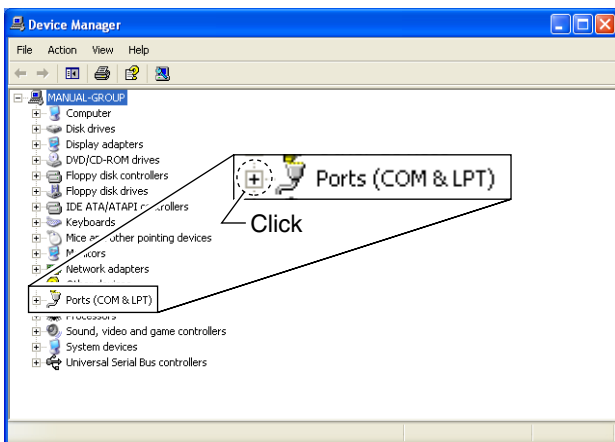 Device Manager
File Action View Help
MANUAL-GROUP
Computer
Disk drives
Display adapters
DVD/CD-ROM drives
Floppy disk controllers
Floppy disk drives
IDE ATA/ATAPI
Keyboards
Mice other pointing devices
Network adapters
Ports (COM & LPT)
Sound, video and game controllers
System devices
Universal Serial Bus controllers
Ports (COM & LPT)
Click